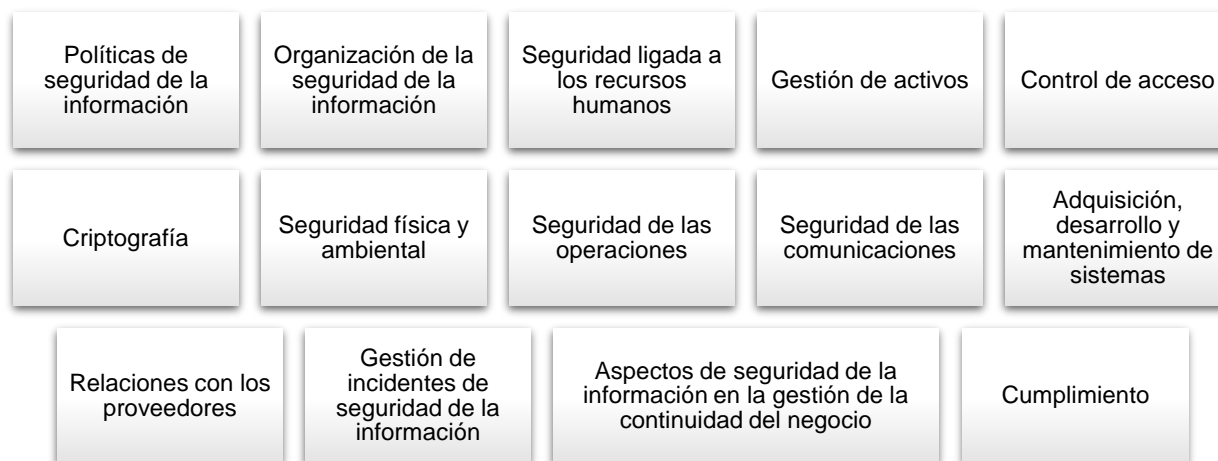 Políticas de
seguridad de la
información
Organización de la
seguridad de la
información
Seguridad ligada a
los recursos
humanos
Gestión de activos
Control de acceso
Criptografía
Seguridad física y
ambiental
Seguridad de las
operaciones
Seguridad de las
comunicaciones
Adquisición,
desarrollo y
mantenimiento de
sistemas
Relaciones con los
proveedores
Gestión de
incidentes de
seguridad de la
información
Aspectos de seguridad de la
información en la gestión de la
continuidad del negocio
Cumplimiento